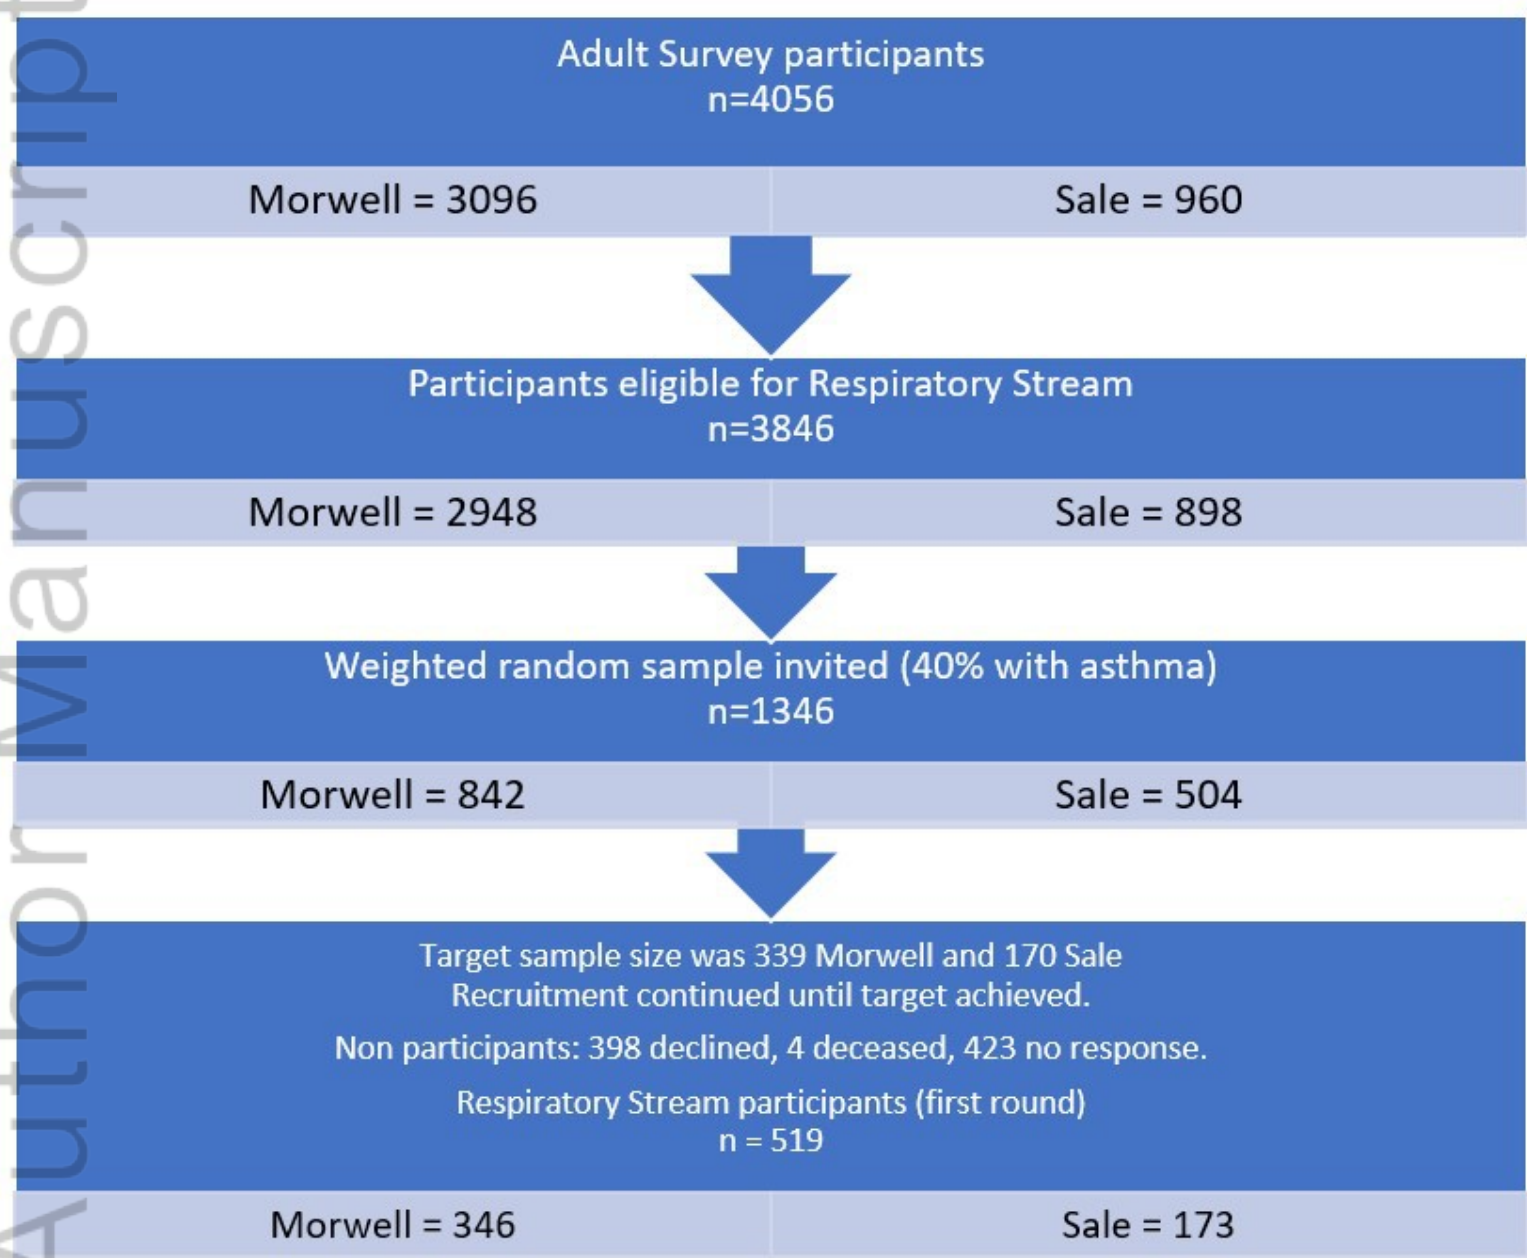 Adult Survey participants
n=4056
Morwell = 3096
Sale = 960
Participants eligible for Respiratory Stream
n=3846
Morwell = 2948
Sale = 898
Weighted random sample invited (40% with asthma)
n=1346
Morwell = 842
Sale = 504
Target sample size was 339 Morwell and 170 Sale
Recruitment continued until target achieved.
Non participants: 398 declined, 4 deceased, 423 no response.
Respiratory Stream participants (first round)
n = 519
Morwell = 346
Sale = 173
Author Manuscript